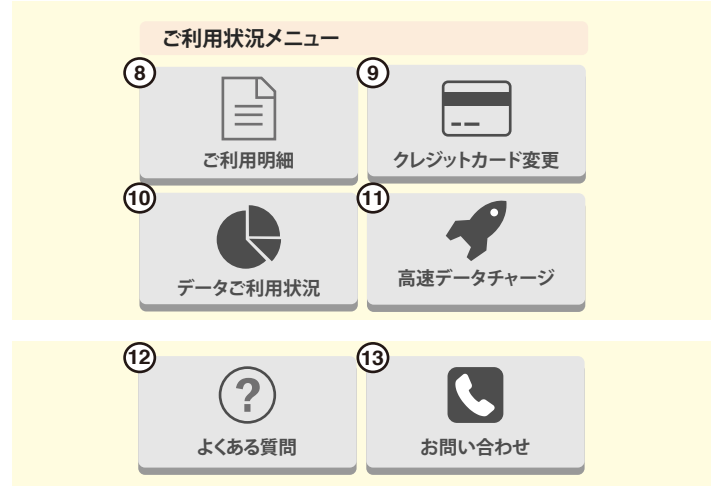 ご利用状況メニュー
⑧
⑨
ご利用明細
クレジットカード変更
⑩
⑪
データご利用状況
高速データチャージ
⑫
⑬
?
よくある質問
お問い合わせ